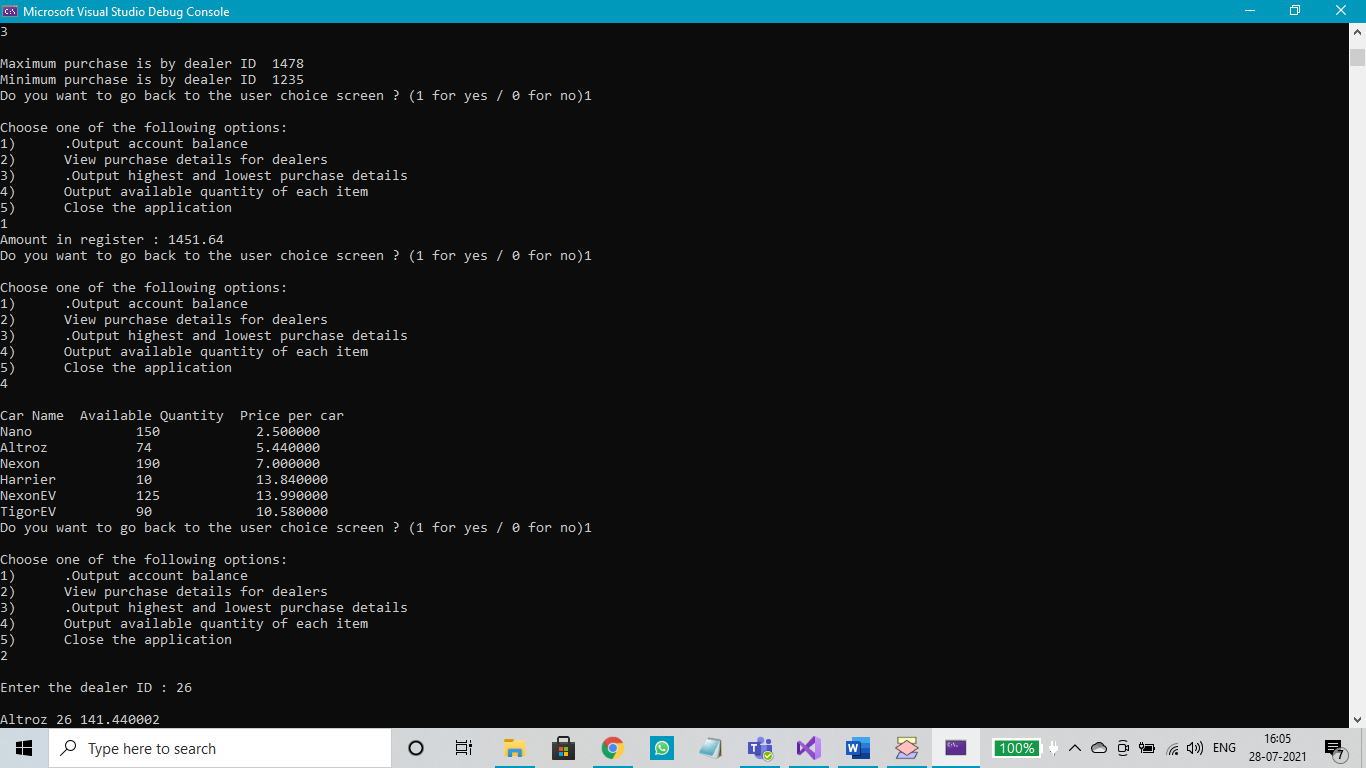 Microsoft Visual Studio Debug Console
3
Maximum purchase is by dealer ID  1478
Minimum purchase is by dealer ID  1235
Do you want to go back to the user choice screen ? (1 for yes / 0 for no)1
Choose one of the following options:
1)      .Output account balance
2)      View purchase details for dealers
3)      .Output highest and lowest purchase details
4)      Output available quantity of each item
5)      Close the application
1
Amount in register : 1451.64
Do you want to go back to the user choice screen ? (1 for yes / 0 for no)1
Choose one of the following options:
1)      .Output account balance
2)      View purchase details for dealers
3)      .Output highest and lowest purchase details
4)      Output available quantity of each item
5)      Close the application
4
Car Name  Available Quantity  Price per car
Nano             150            2.500000
Altroz           74             5.440000
Nexon            190            7.000000
Harrier          10             13.840000
NexonEV          125            13.990000
TigorEV          90             10.580000
Do you want to go back to the user choice screen ? (1 for yes / 0 for no)1
Choose one of the following options:
1)      .Output account balance
2)      View purchase details for dealers
3)      .Output highest and lowest purchase details
4)      Output available quantity of each item
5)      Close the application
2
Enter the dealer ID : 26
Altroz 26 141.440002
Type here to search
100%
ENG
16:05
28-07-2021
7